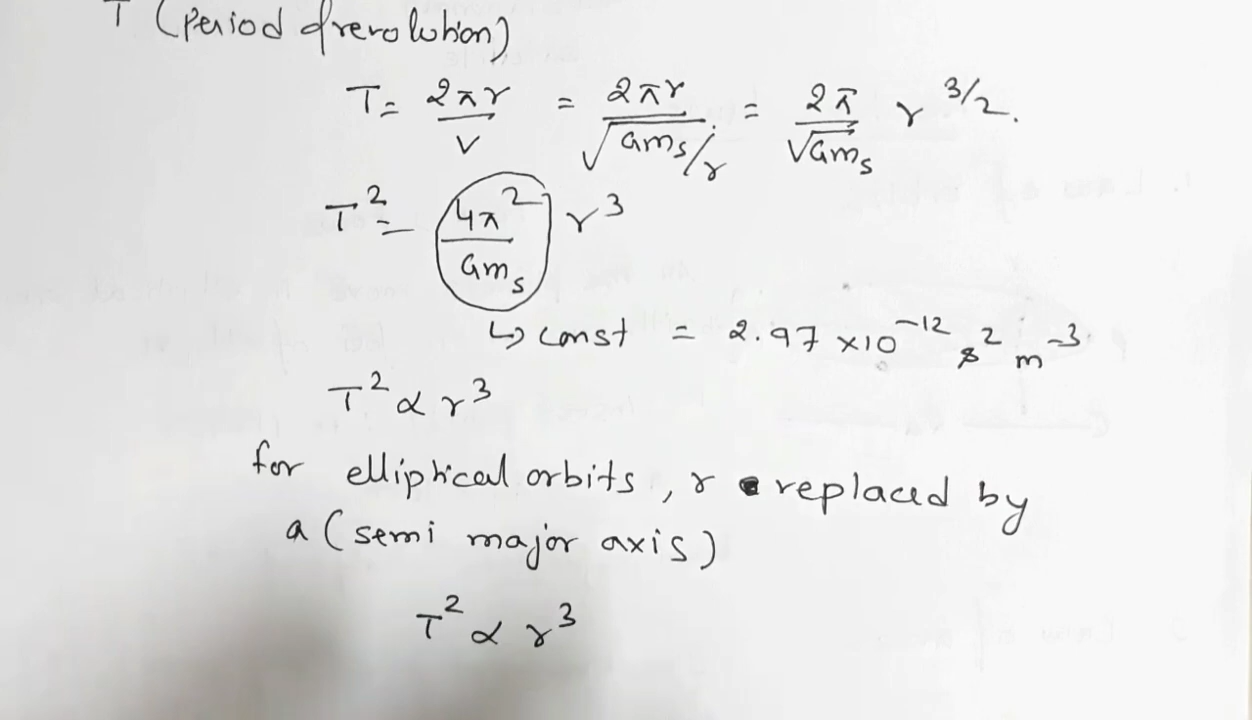 T (Period of revolution)
T = 2πr/v = 2πr/√(Gms/r) = 2π/√(Gms) r^3/2.
T² = (4π²/Gms) r³
↳ const = 2.97 ×10^-12 s² m^-3
T² ∝ r³
for elliptical orbits, r replaced by
a (semi major axis)
T² ∝ r³